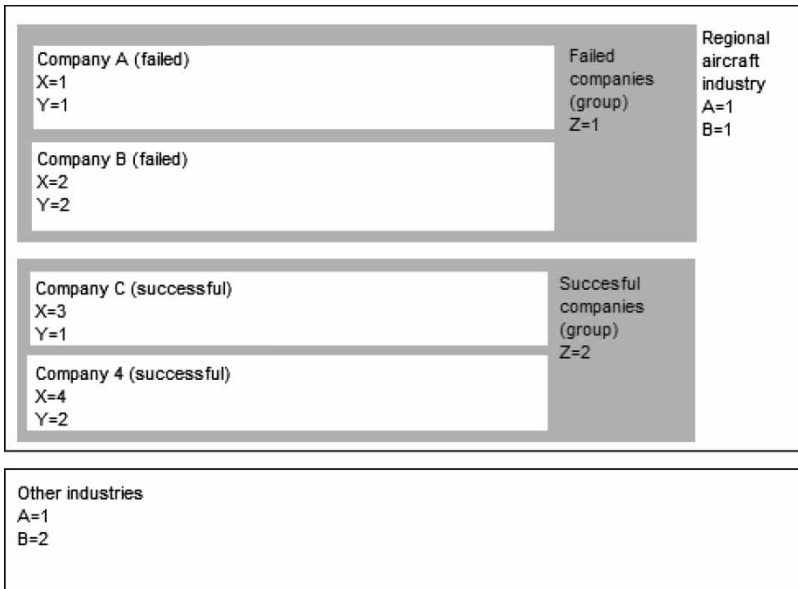 Company A (failed)
X=1
Y=1
Failed
companies
(group)
Z=1
Regional
aircraft
industry
A=1
B=1
Company B (failed)
X=2
Y=2
Company C (successful)
X=3
Y=1
Succesful
companies
(group)
Z=2
Company 4 (successful)
X=4
Y=2
Other industries
A=1
B=2